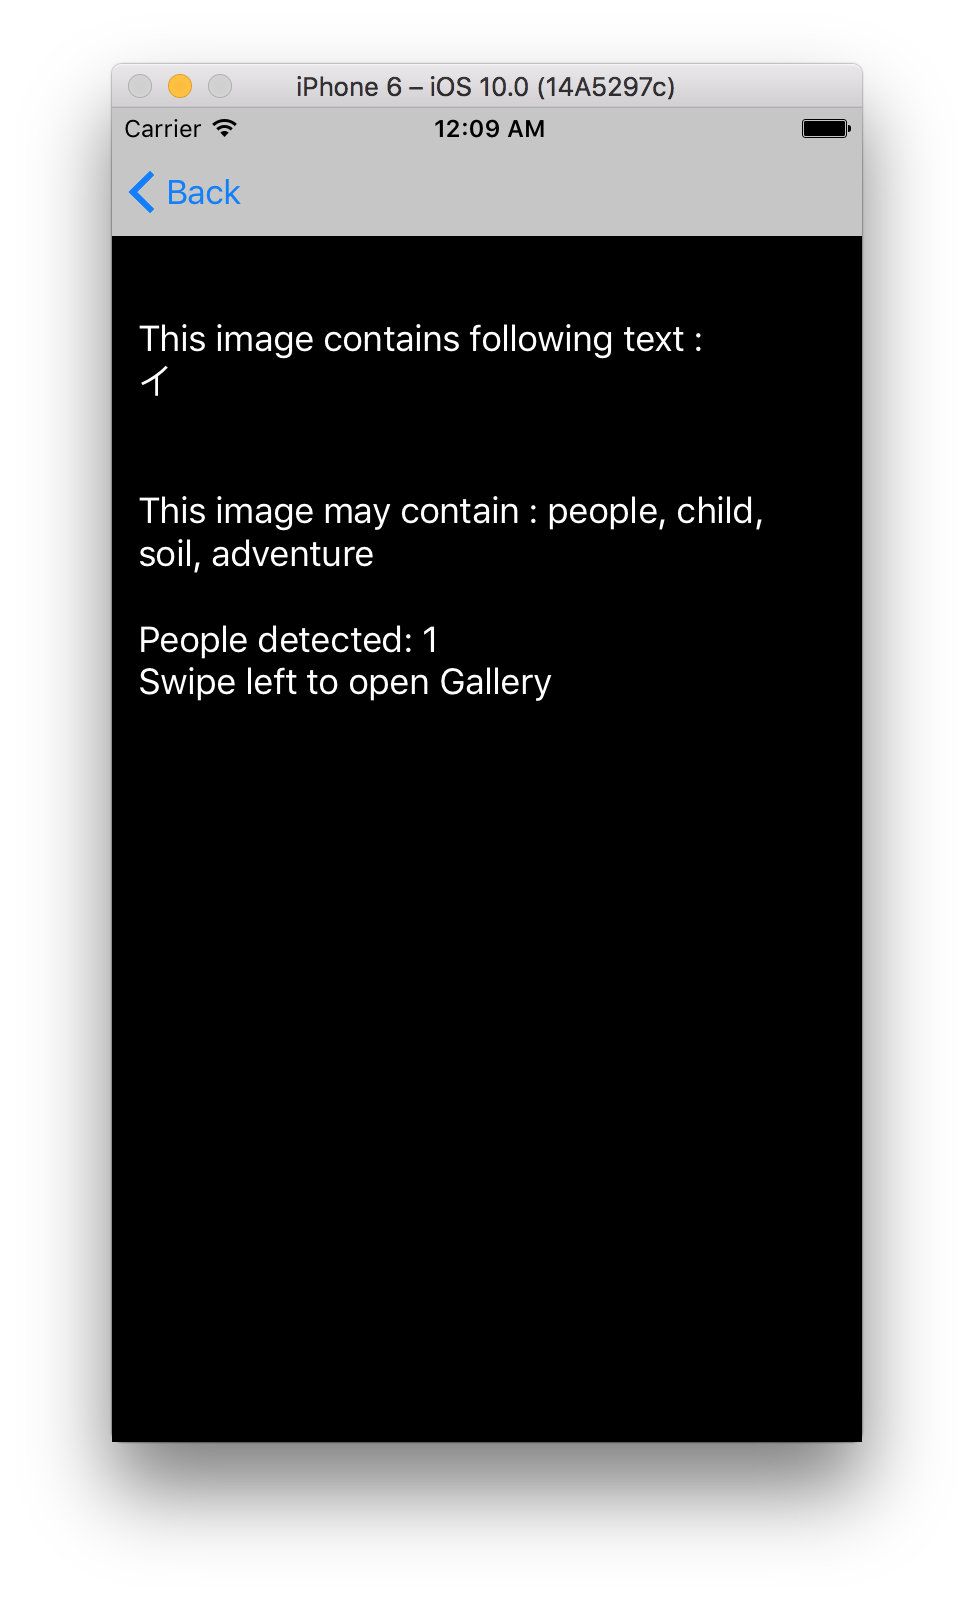 iPhone 6 – iOS 10.0 (14A5297c)
Carrier 12:09 AM
Back
This image contains following text :
イ
This image may contain : people, child,
soil, adventure
People detected: 1
Swipe left to open Gallery